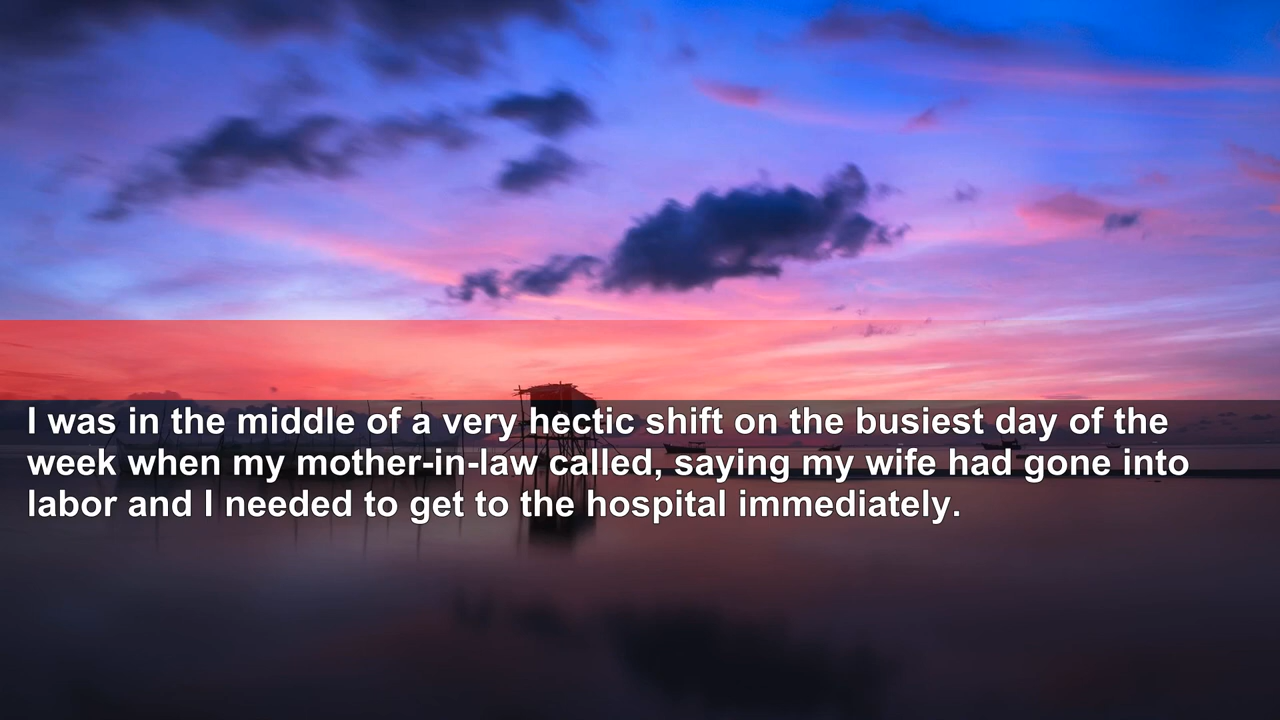 I was in the middle of a very hectic shift on the busiest day of the
week when my mother-in-law called, saying my wife had gone into
labor and I needed to get to the hospital immediately.